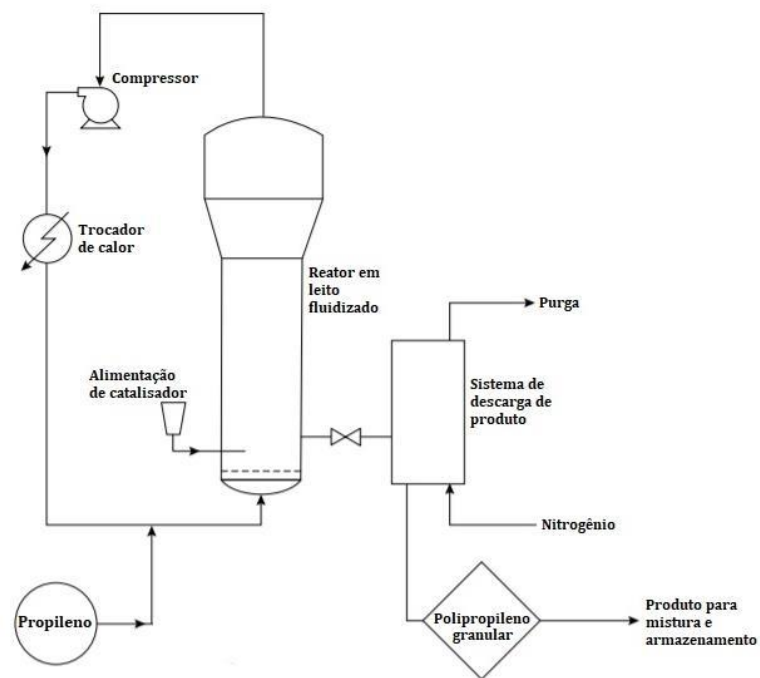 Compressor
Trocador
de calor
Reator em
leito
fluidizado
Purga
Alimentação
de catalisador
Sistema de
descarga de
produto
Nitrogênio
Propileno
Polipropileno
granular
Produto para
mistura e
armazenamento